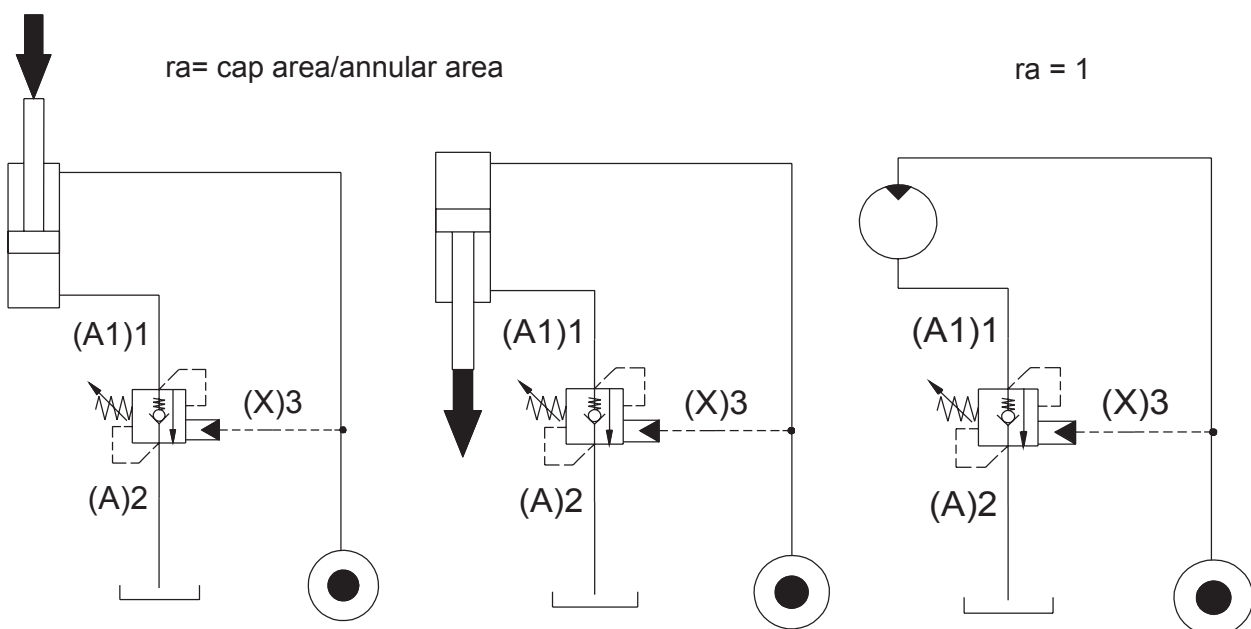 ra= cap area/annular area
ra = 1
(A1)1
(X)3
(A)2
(A1)1
(X)3
(A)2
(A1)1
(X)3
(A)2